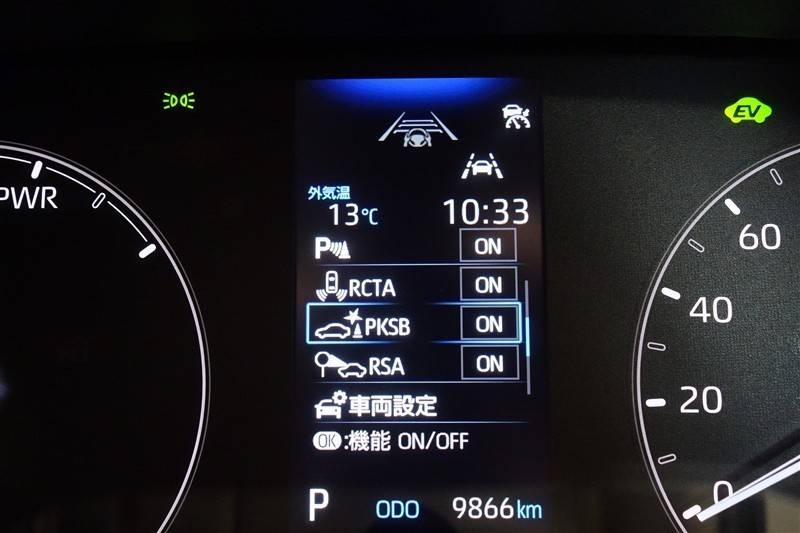 EV
PWR
外気温
13℃
10:33
P ON
RCTA ON
PKSB ON
RSA ON
車両設定
OK:機能 ON/OFF
P ODO 9866km
60
40
20
0